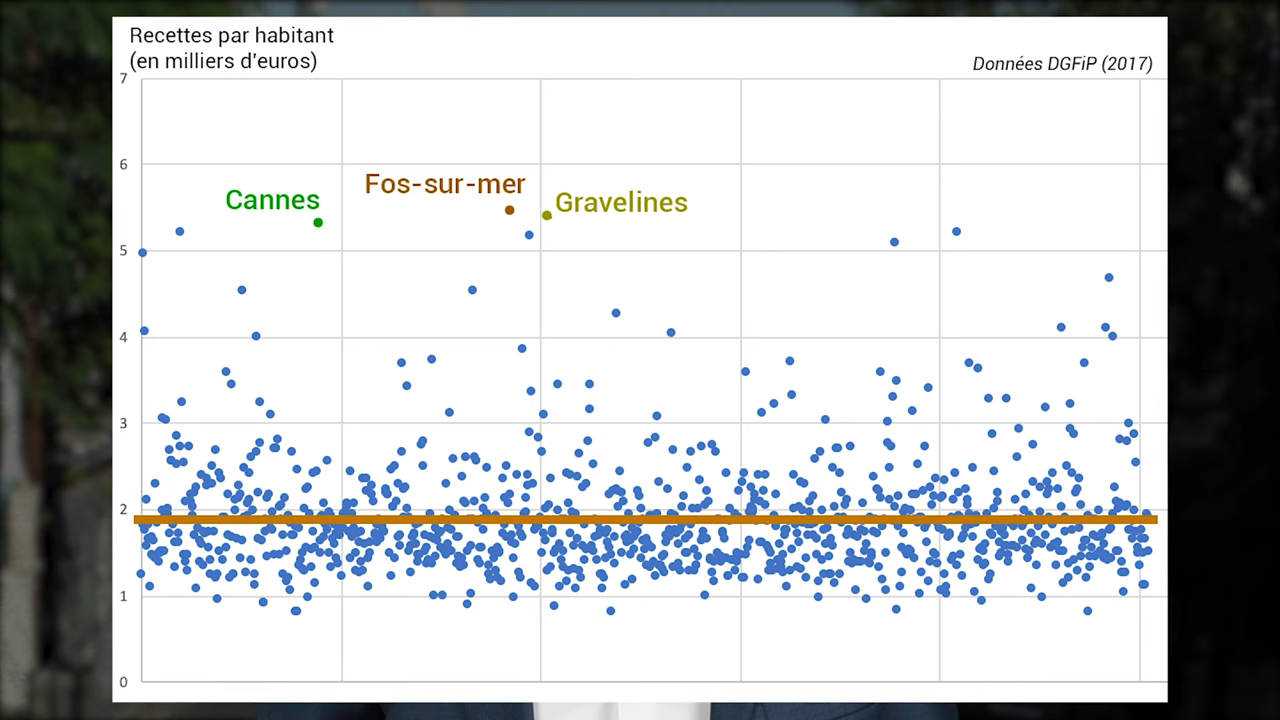 Recettes par habitant
(en milliers d'euros)
Données DGFiP (2017)
7
6
Fos-sur-mer
Cannes
Gravelines
5
4
3
2
1
0